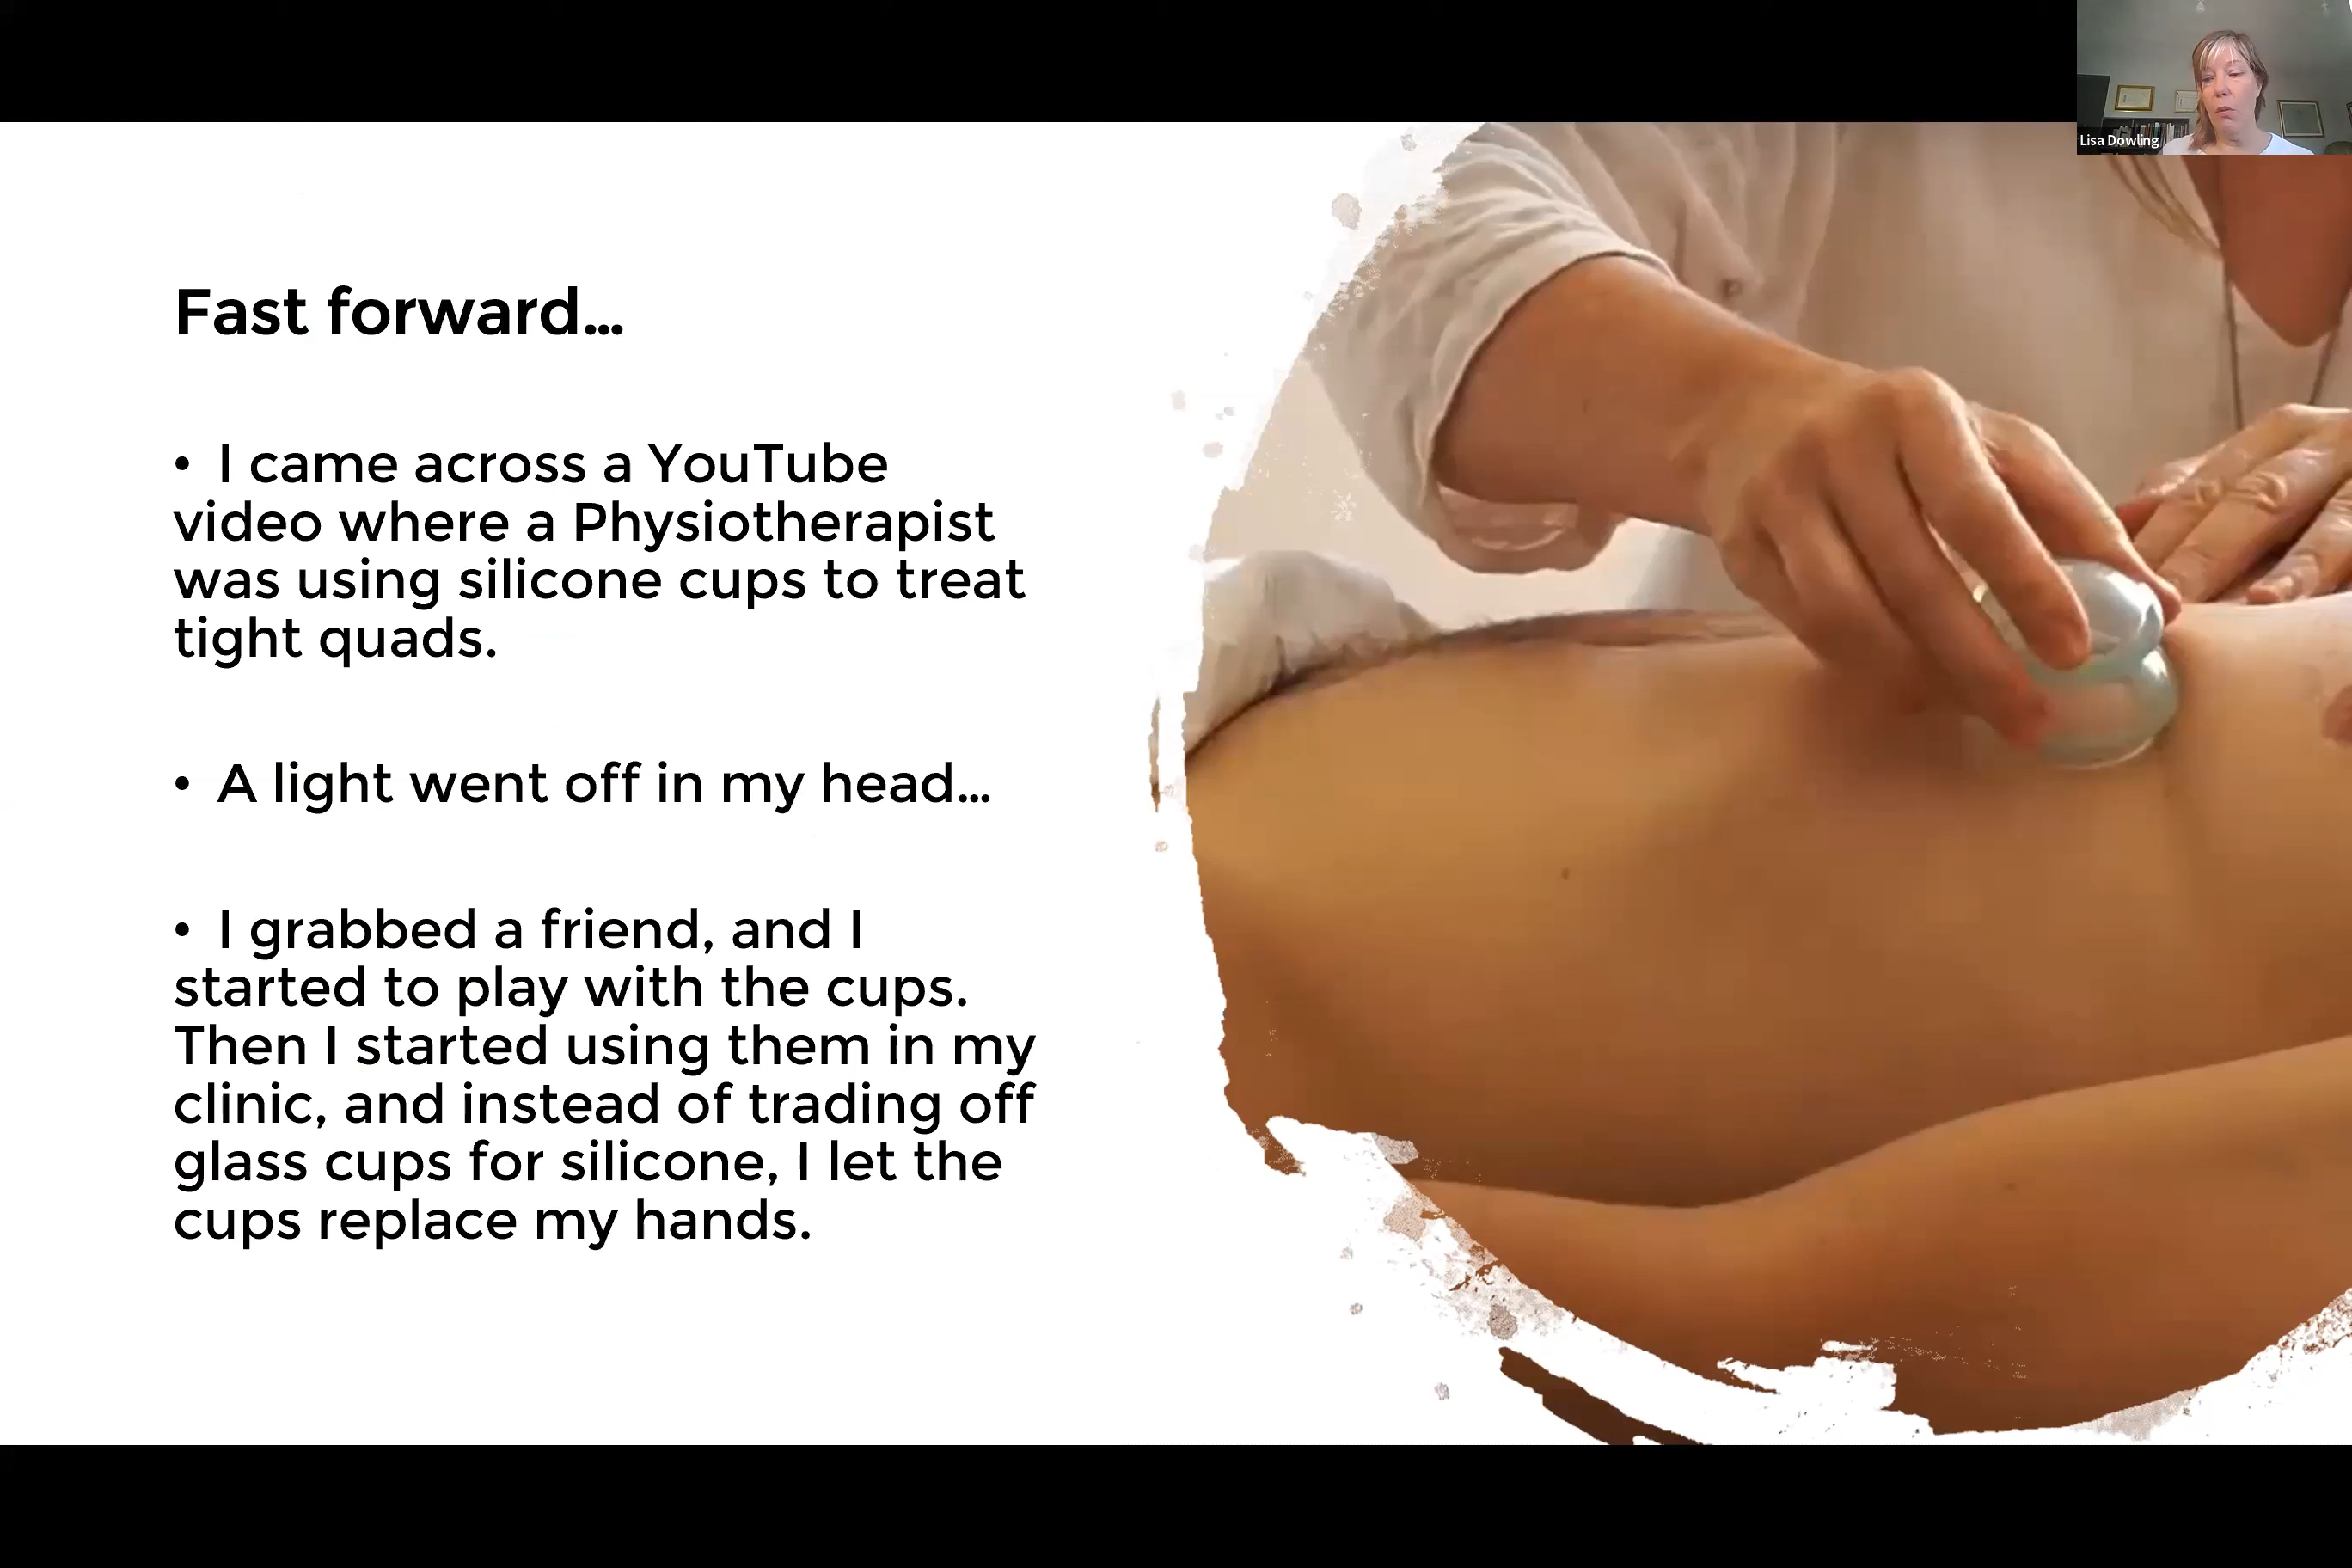 Lisa Dowling
Fast forward...
• I came across a YouTube
video where a Physiotherapist
was using silicone cups to treat
tight quads.
• A light went off in my head...
• I grabbed a friend, and I
started to play with the cups.
Then I started using them in my
clinic, and instead of trading off
glass cups for silicone, I let the
cups replace my hands.